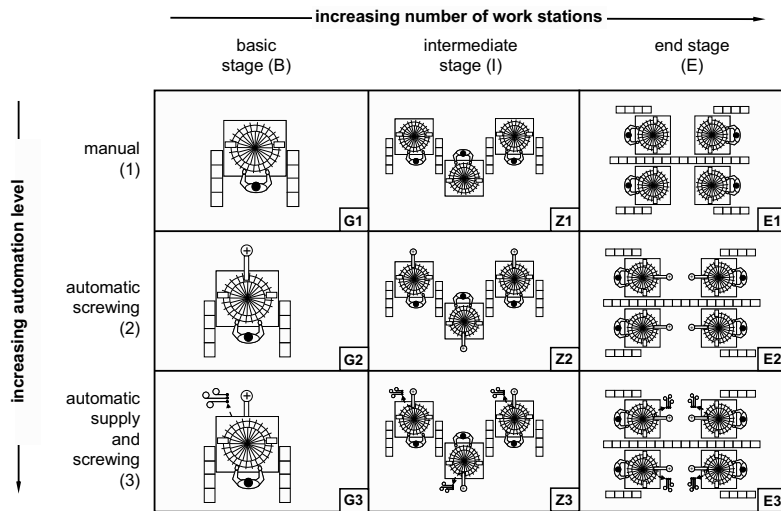 increasing number of work stations
basic
stage (B)
intermediate
stage (I)
end stage
(E)
increasing automation level
manual
(1)
G1
Z1
E1
automatic
screwing
(2)
G2
Z2
E2
automatic
supply
and
screwing
(3)
G3
Z3
E3